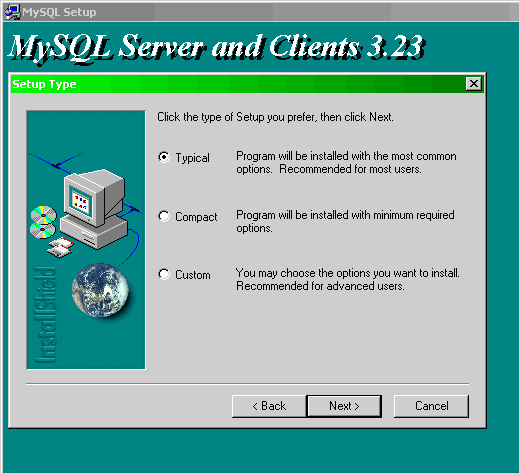 MySQL Setup
MySQL Server and Clients 3.23
Setup Type
Click the type of Setup you prefer, then click Next.
Typical
Program will be installed with the most common
options. Recommended for most users.
Compact
Program will be installed with minimum required
options.
Custom
You may choose the options you want to install.
Recommended for advanced users.
InstallShield
< Back
Next >
Cancel